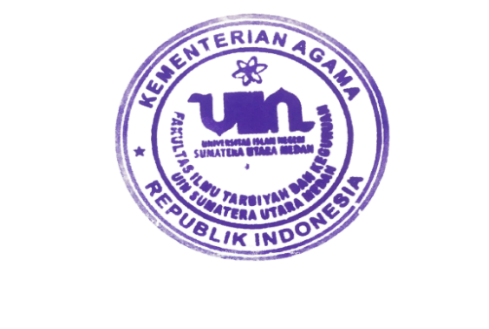 KEMENTERIAN AGAMA
UIN
UNIVERSITAS ISLAM NEGERI
SUMATERA UTARA MEDAN
FAKULTAS ILMU TARBIYAH DAN KEGURUAN
UIN SUMATERA UTARA MEDAN
REPUBLIK INDONESIA